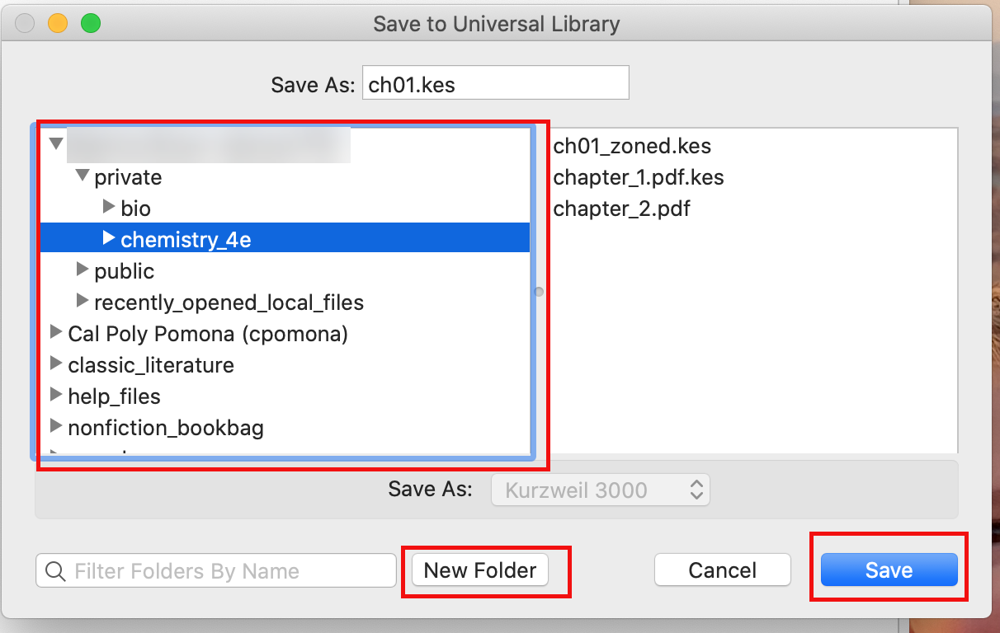 Save to Universal Library
Save As: ch01.kes
private
bio
chemistry_4e
public
recently_opened_local_files
Cal Poly Pomona (cpomona)
classic_literature
help_files
nonfiction_bookbag
ch01_zoned.kes
chapter_1.pdf.kes
chapter_2.pdf
Save As: Kurzweil 3000
Filter Folders By Name
New Folder
Cancel
Save